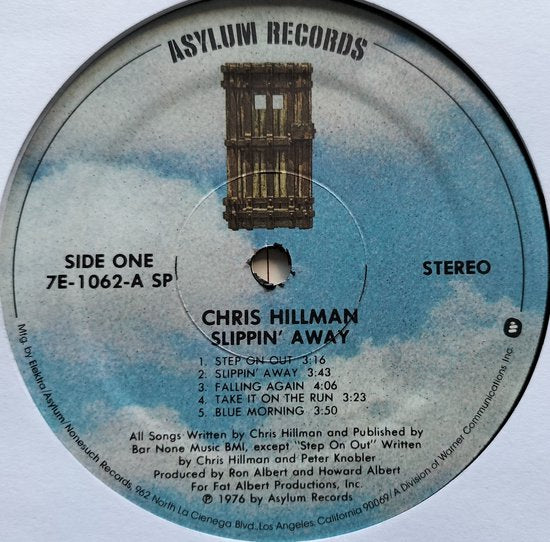 ASYLUM RECORDS
SIDE ONE
7E-1062-A SP
STEREO
CHRIS HILLMAN
SLIPPIN' AWAY
1. STEP ON OUT 3:16
2. SLIPPIN' AWAY 3:43
3. FALLING AGAIN 4:06
4. TAKE IT ON THE RUN 3:23
5. BLUE MORNING 3:50
All Songs Written by Chris Hillman and Published by
Bar None Music BMI, except "Step On Out" Written
by Chris Hillman and Peter Knobler
Produced by Ron Albert and Howard Albert
For Fat Albert Productions, Inc.
℗ 1976 by Asylum Records
Mfg. by Elektra/Asylum/Nonesuch Records, 962 North La Cienega Blvd., Los Angeles, California 90069/A Division of Warner Communications Inc.